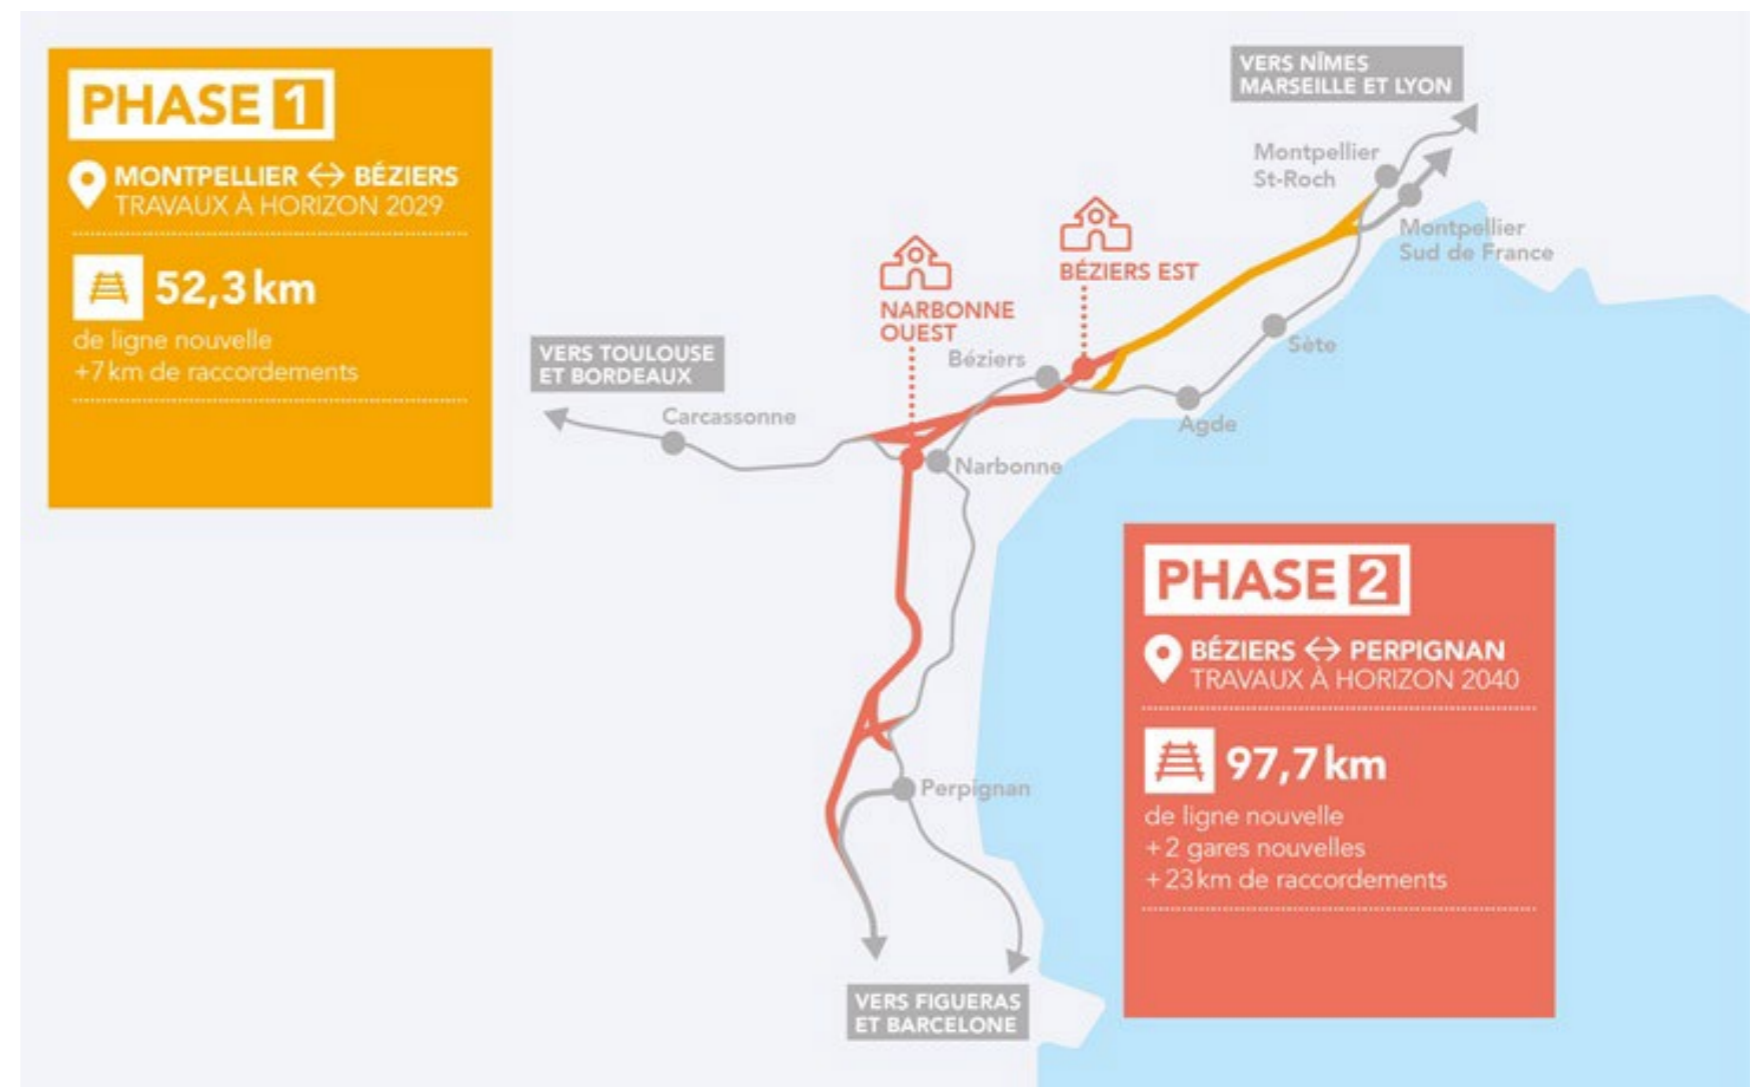 PHASE 1
MONTPELLIER ↔ BÉZIERS
TRAVAUX À HORIZON 2029
52,3 km
de ligne nouvelle
+7 km de raccordements
VERS NÎMES
MARSEILLE ET LYON
Montpellier
St-Roch
Montpellier
Sud de France
BÉZIERS EST
NARBONNE
OUEST
Sète
VERS TOULOUSE
ET BORDEAUX
Béziers
Carcassonne
Agde
Narbonne
Perpignan
VERS FIGUERAS
ET BARCELONE
PHASE 2
BÉZIERS ↔ PERPIGNAN
TRAVAUX À HORIZON 2040
97,7 km
de ligne nouvelle
+ 2 gares nouvelles
+ 23 km de raccordements